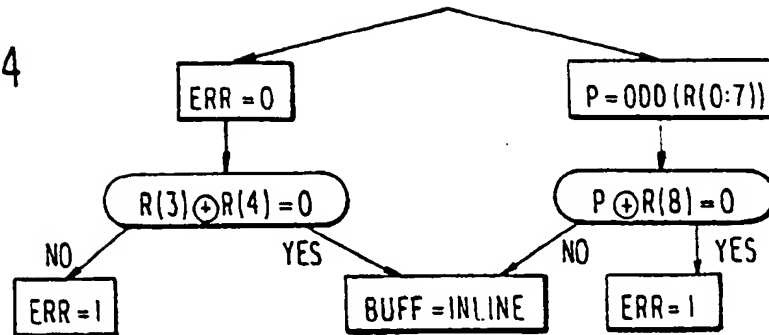 4
ERR = 0
P = ODD (R(0:7))
R(3) ⊕ R(4) = 0
P ⊕ R(8) = 0
NO
YES
NO
YES
ERR = 1
BUFF = INLINE
ERR = 1